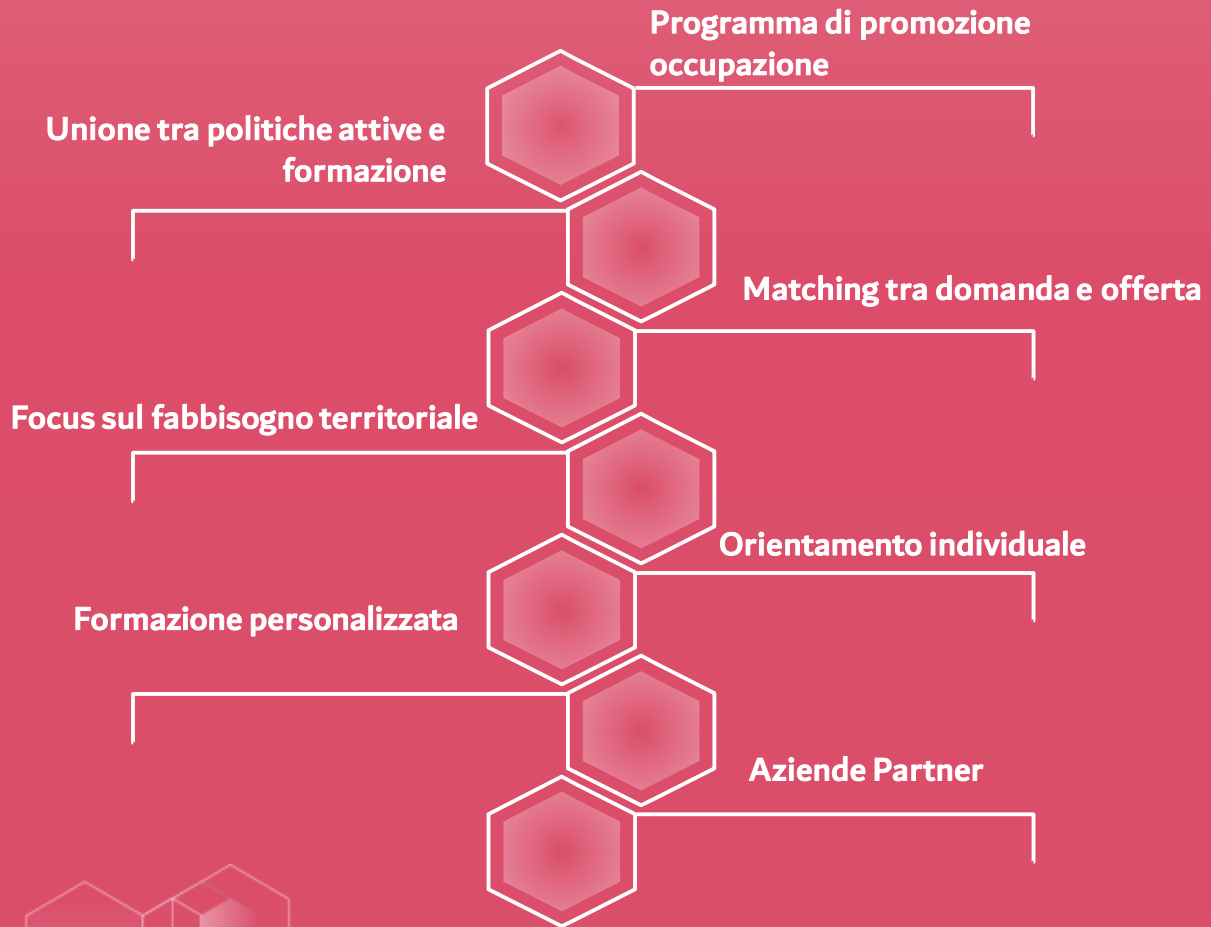 Programma di promozione
occupazione
Unione tra politiche attive e
formazione
Matching tra domanda e offerta
Focus sul fabbisogno territoriale
Orientamento individuale
Formazione personalizzata
Aziende Partner